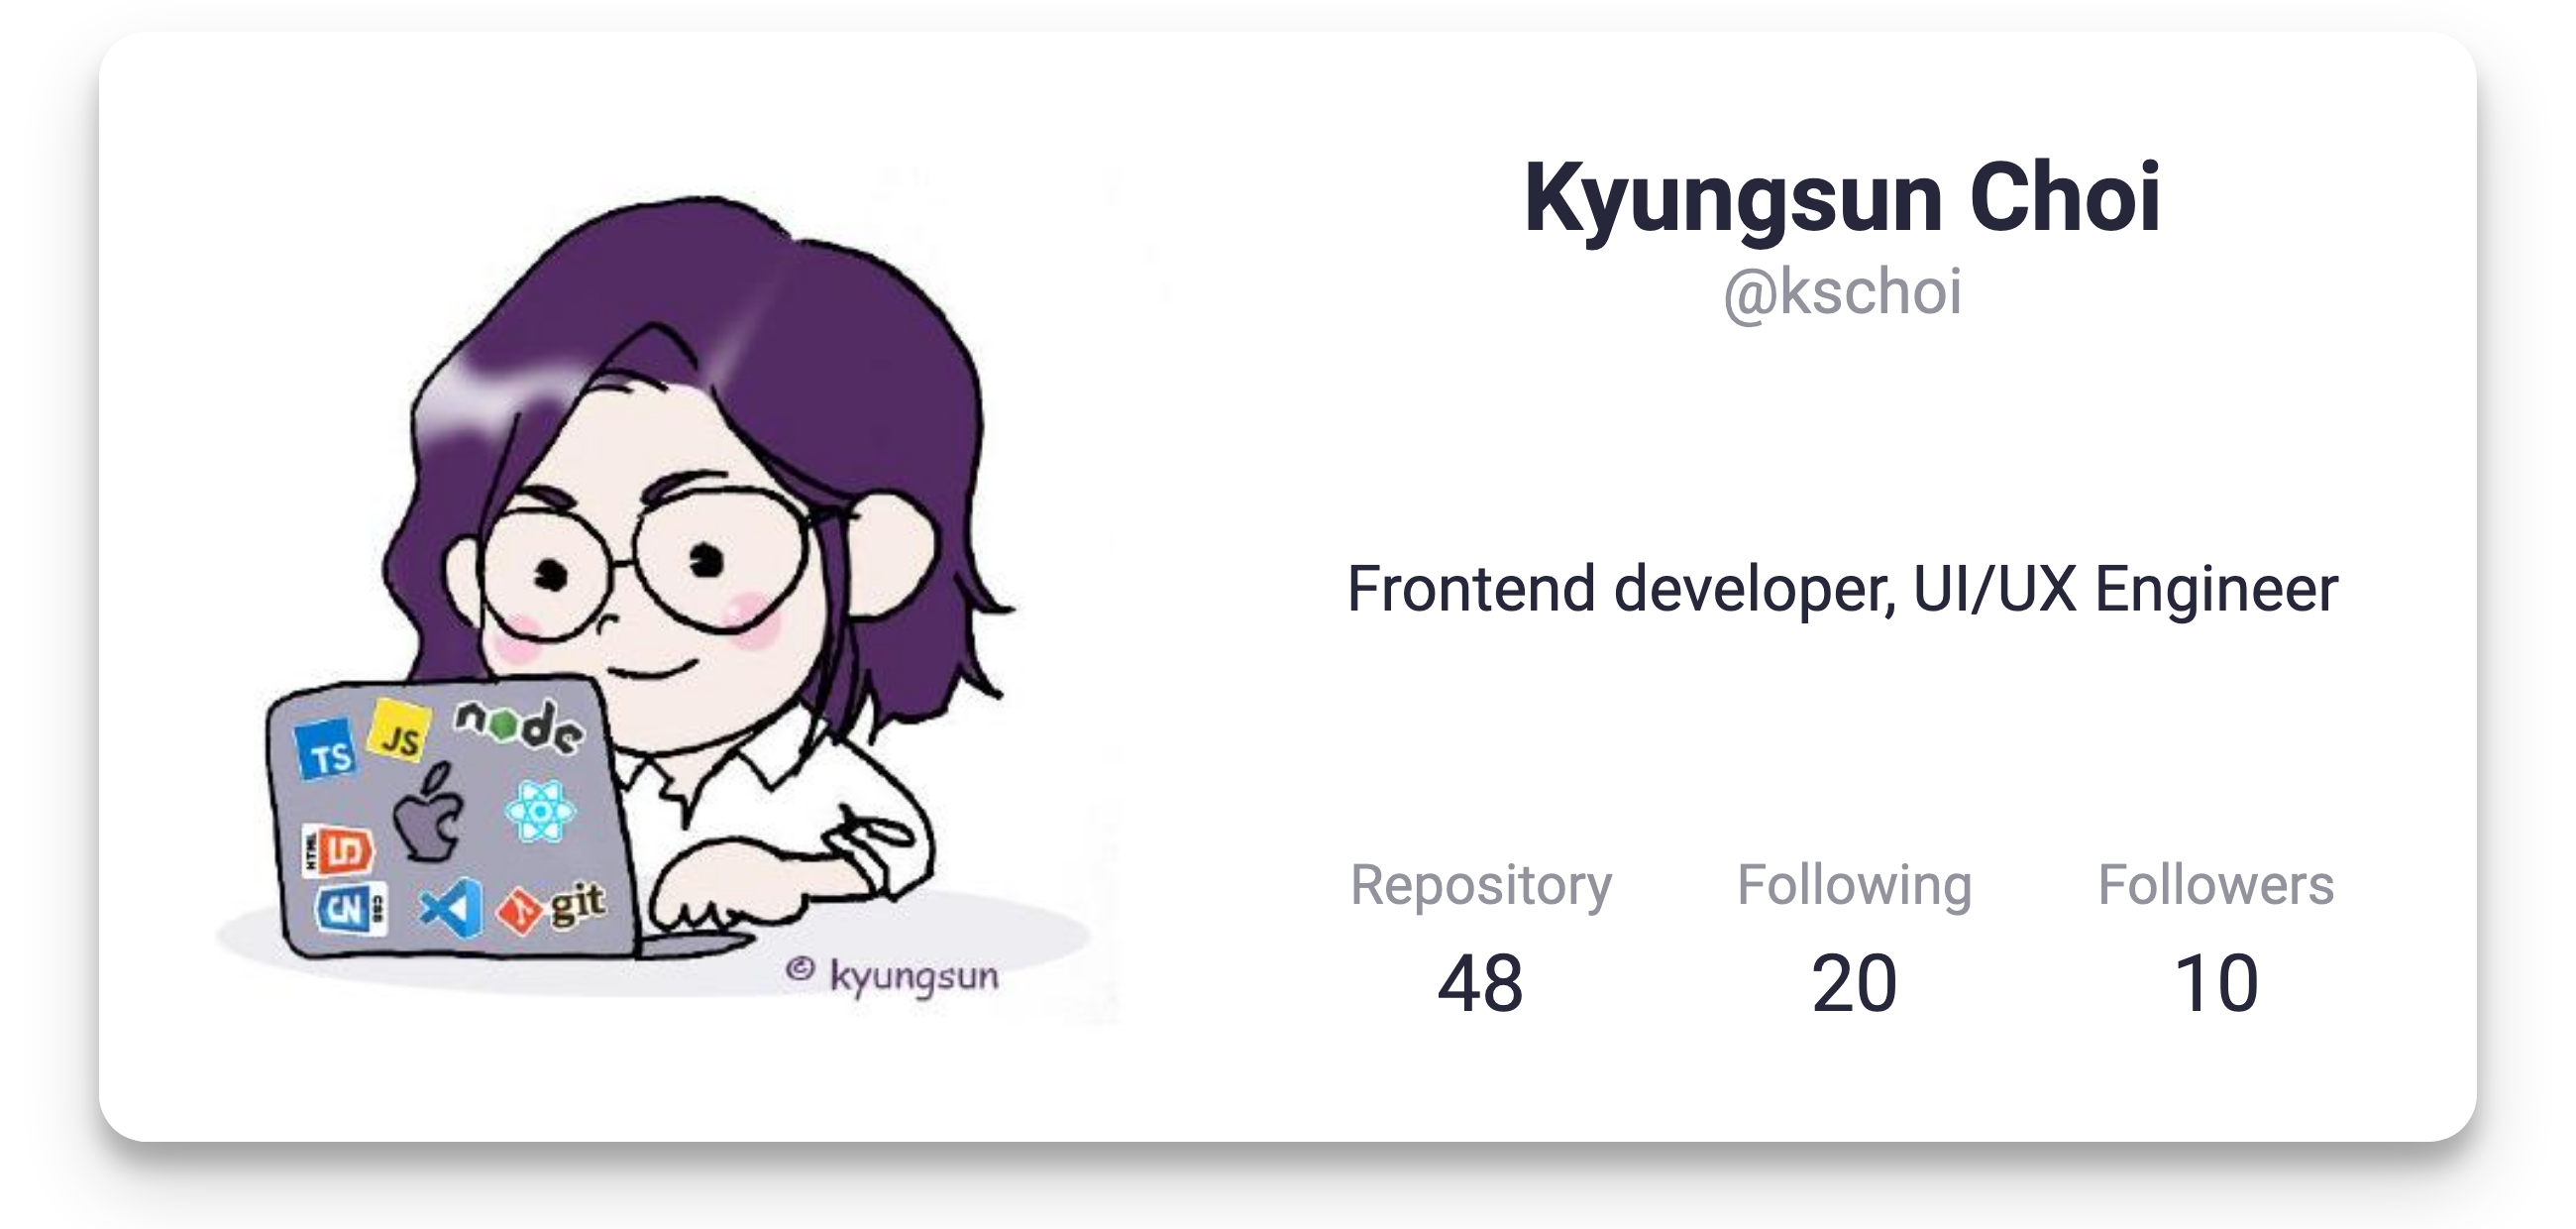 Kyungsun Choi
@kschoi
Frontend developer, UI/UX Engineer
Repository Following Followers
48 20 10
TS JS node
HTML
CSS git
© kyungsun